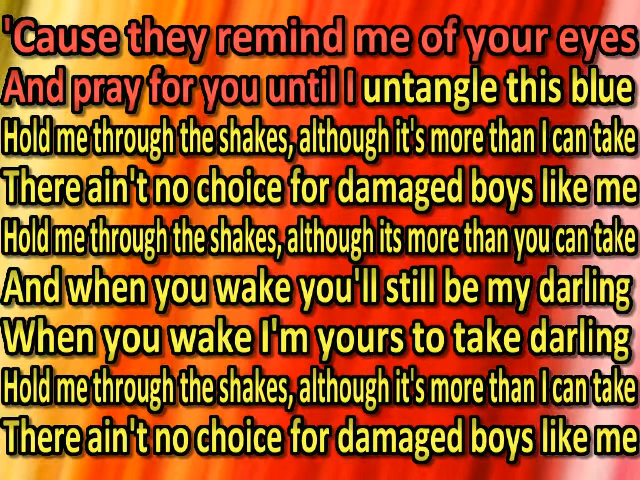 'Cause they remind me of your eyes
And pray for you until I untangle this blue
Hold me through the shakes, although it's more than I can take
There ain't no choice for damaged boys like me
Hold me through the shakes, although its more than you can take
And when you wake you'll still be my darling
When you wake I'm yours to take darling
Hold me through the shakes, although it's more than I can take
There ain't no choice for damaged boys like me